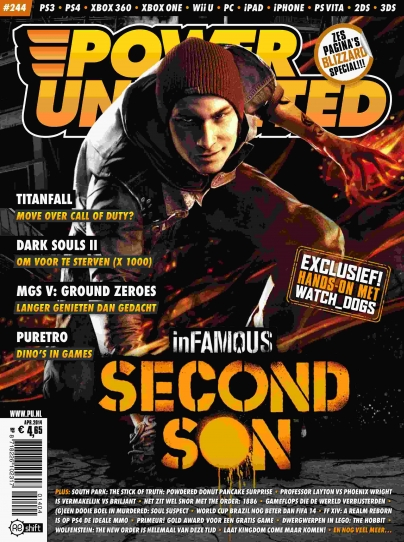 #244 PS3 • PS4 • XBOX 360 • XBOX ONE • Wii U • PC • iPAD • iPHONE • PS VITA • 2DS • 3DS
POWER
UNLIMITED
ZES
PAGINA'S
BLIZZARD
SPECIAL!!!
TITANFALL
MOVE OVER CALL OF DUTY?
DARK SOULS II
OM VOOR TE STERVEN (X 1000)
MGS V: GROUND ZEROES
LANGER GENIETEN DAN GEDACHT
PURETRO
DINO'S IN GAMES
EXCLUSIEF!
HANDS-ON MET
WATCH_DOGS
inFAMOUS
SECOND
SON
WWW.PU.NL
APR 2014
€ 4,65
shift
PLUS: SOUTH PARK: THE STICK OF TRUTH: POWDERED DONUT PANCAKE SURPRISE • PROFESSOR LAYTON VS PHOENIX WRIGHT
IS VERMAKELIJK VS BRILJANT • HET ZIT WEL SNOR MET THE ORDER: 1886 • GAMEFLOPS DIE DE WERELD VERBIJSTERDEN •
(G)EEN DOOIE BOEL IN MURDERED: SOUL SUSPECT • WORLD CUP BRAZIL NOG BETER DAN FIFA 14 • FF XIV: A REALM REBORN
IS OP PS4 DE IDEALE MMO • PRIMEUR! GOLD AWARD VOOR EEN GRATIS GAME • DWERGWERPEN IN LEGO: THE HOBBIT
WOLFENSTEIN: THE NEW ORDER IS HELEMAAL VAN DEZE TIJD • LAAT KINGDOM COME MAAR KOMEN! • EN NOG VEEL MEER...